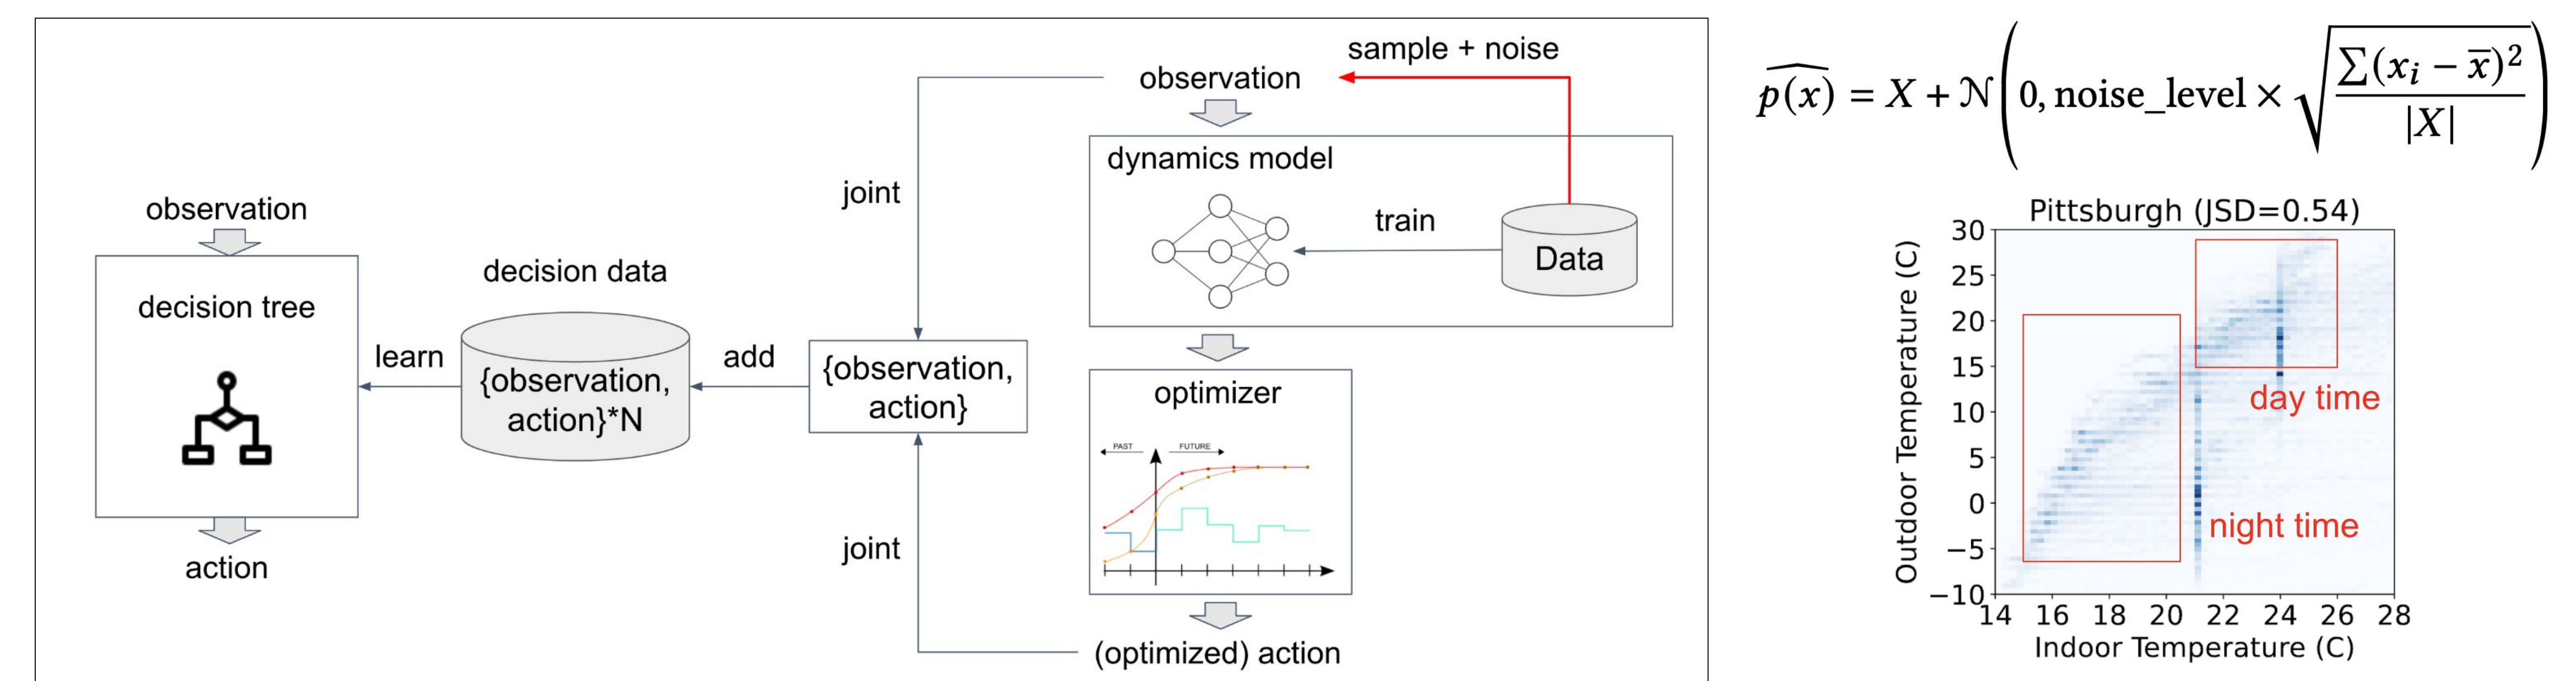 observation
decision tree
action
learn
decision data
{observation,
action}*N
add
joint
{observation,
action}
joint
sample + noise
observation
dynamics model
train
Data
optimizer
PAST
FUTURE
(optimized) action
\widehat{p(x)} = X + 𝒩(0, noise_level × √(∑(xᵢ − x̅)² / |X|))
Pittsburgh (JSD=0.54)
Outdoor Temperature (C)
30
25
20
15
10
5
0
−5
−10
day time
night time
14 16 18 20 22 24 26 28
Indoor Temperature (C)